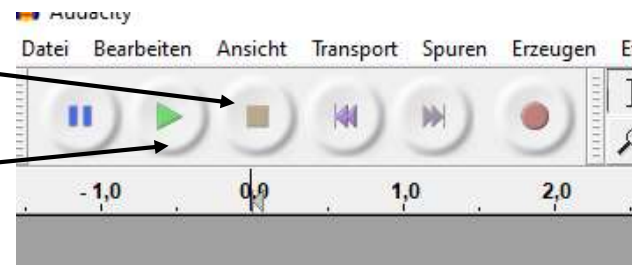 Audacity
Datei Bearbeiten Ansicht Transport Spuren Erzeugen
- 1,0 0,0 1,0 2,0